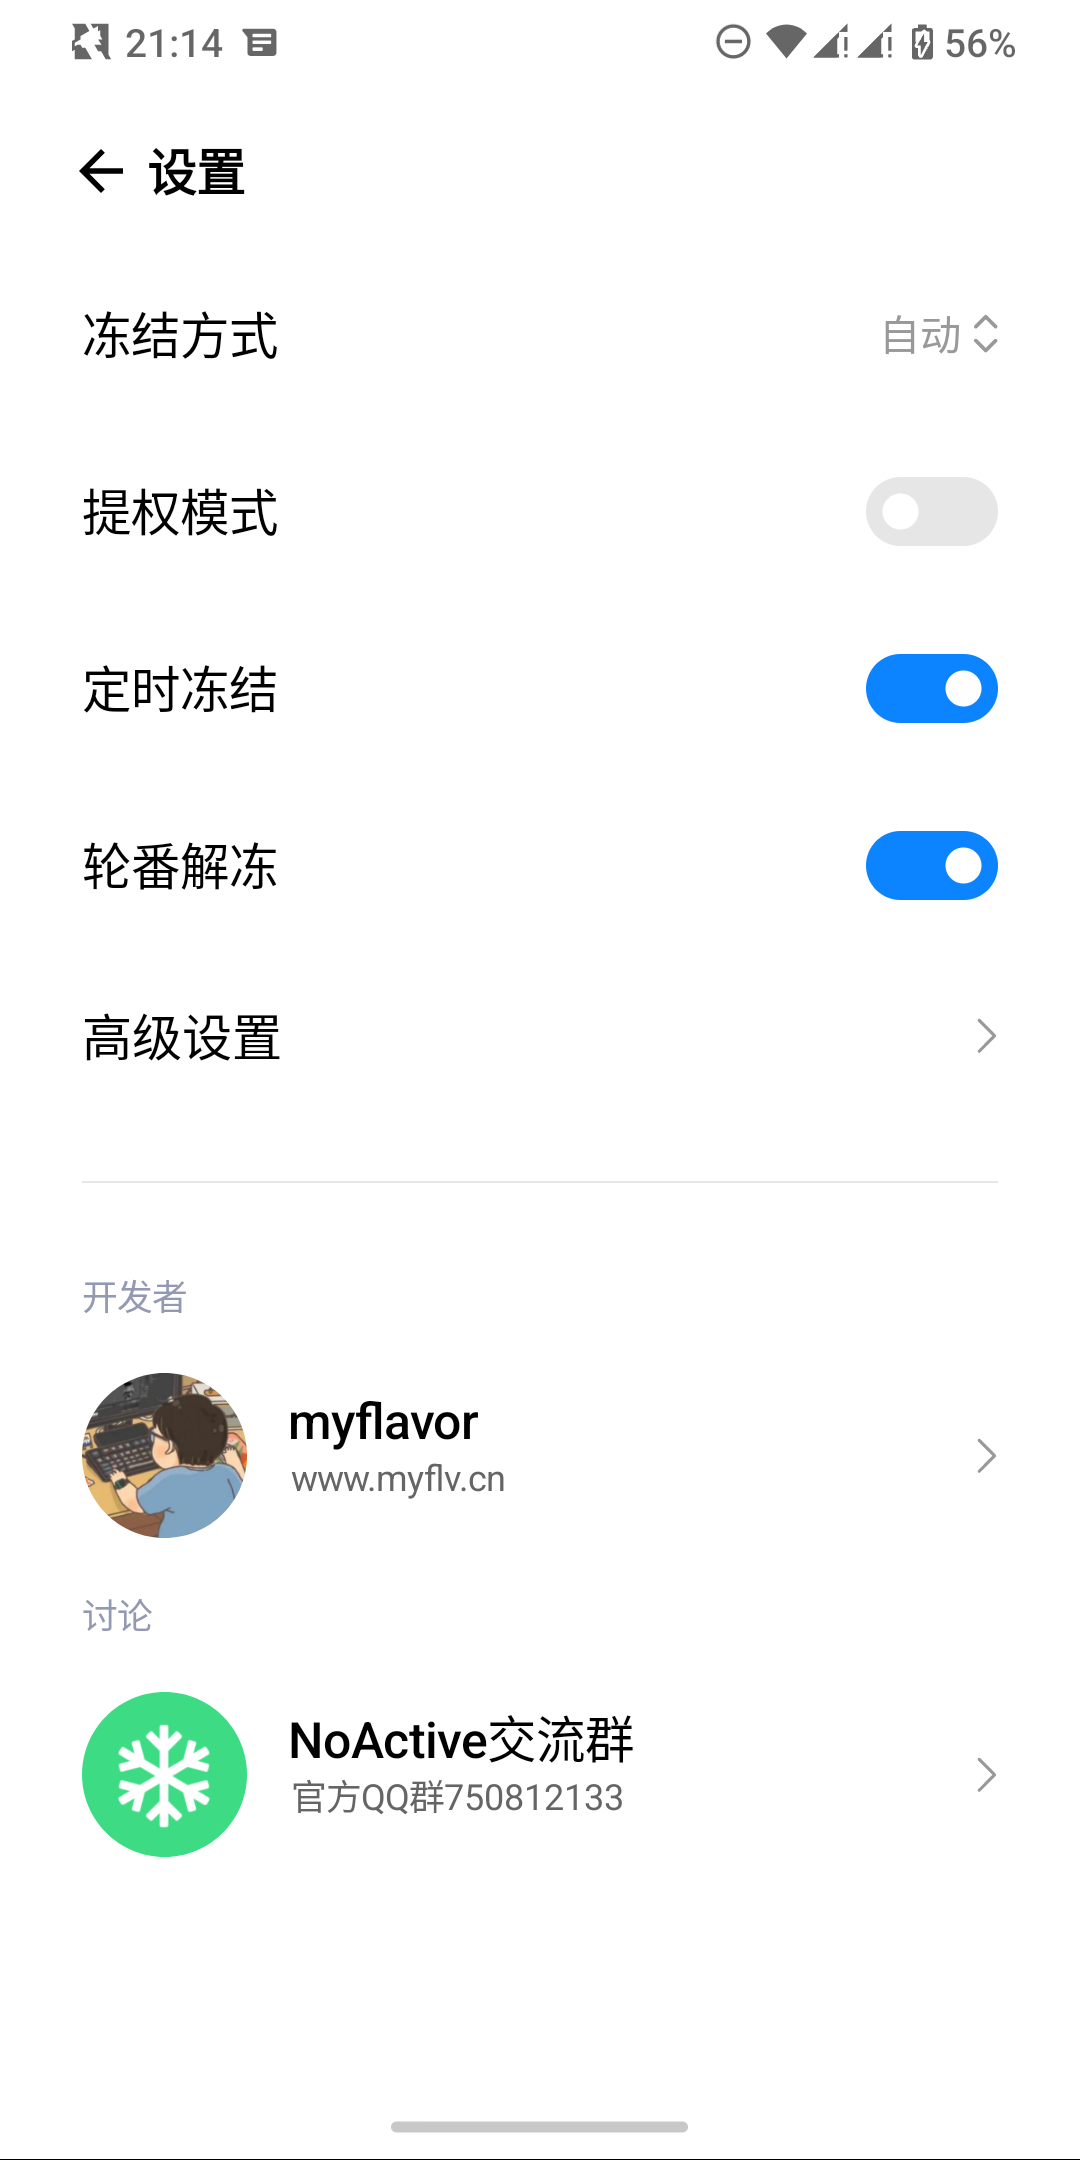 21:14
56%
设置
冻结方式
自动
提权模式
定时冻结
轮番解冻
高级设置
开发者
myflavor
www.myflv.cn
讨论
NoActive交流群
官方QQ群750812133